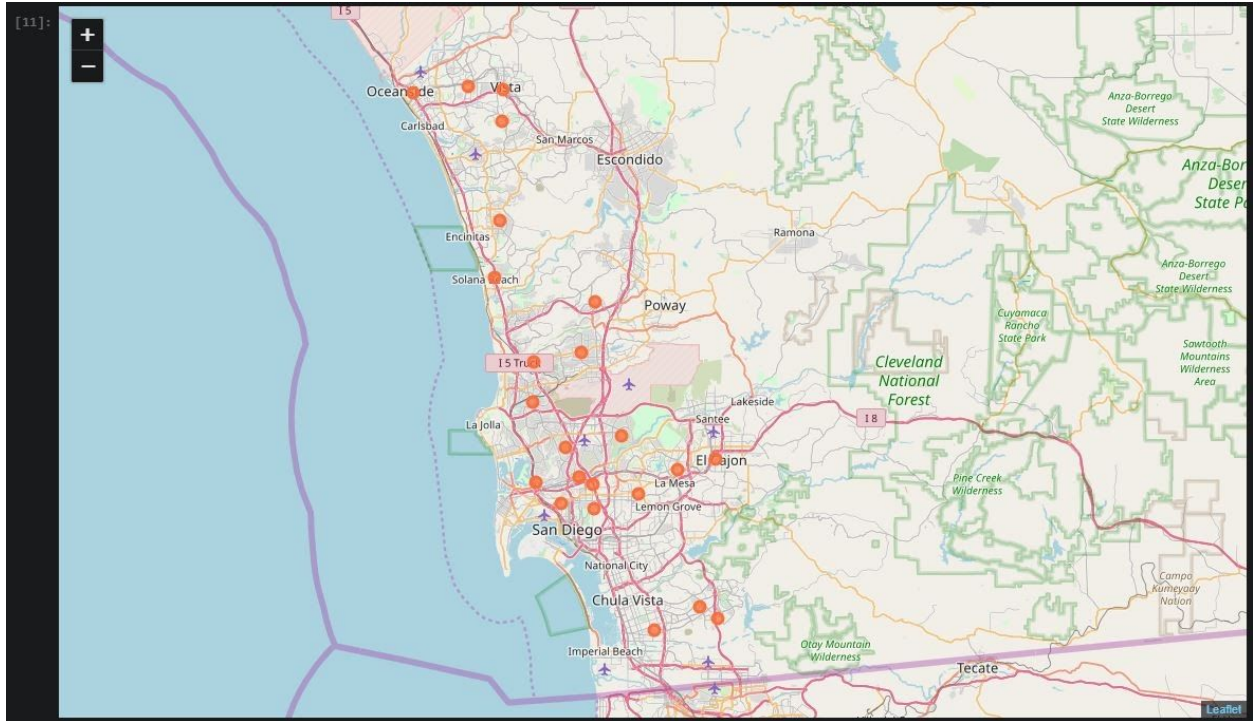 [11]:
+
−
I 5
Oceanside
Vista
Carlsbad
San Marcos
Escondido
Anza-Borrego
Desert
State Wilderness
Anza-Bor
Deser
State P
Ramona
Encinitas
Solana Beach
Anza-Borrego
Desert
State Wilderness
Poway
Cuyamaca
Rancho
State Park
Sawtooth
Mountains
Wilderness
Area
I 5 Truck
Cleveland
National
Forest
Lakeside
Santee
I 8
La Jolla
El Cajon
La Mesa
Pine Creek
Wilderness
Lemon Grove
San Diego
National City
Campo
Kumeyaay
Nation
Chula Vista
Imperial Beach
Otay Mountain
Wilderness
Tecate
Leaflet